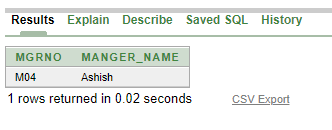 Results Explain Describe Saved SQL History
MGRNO MANGER_NAME
M04 Ashish
1 rows returned in 0.02 seconds CSV Export